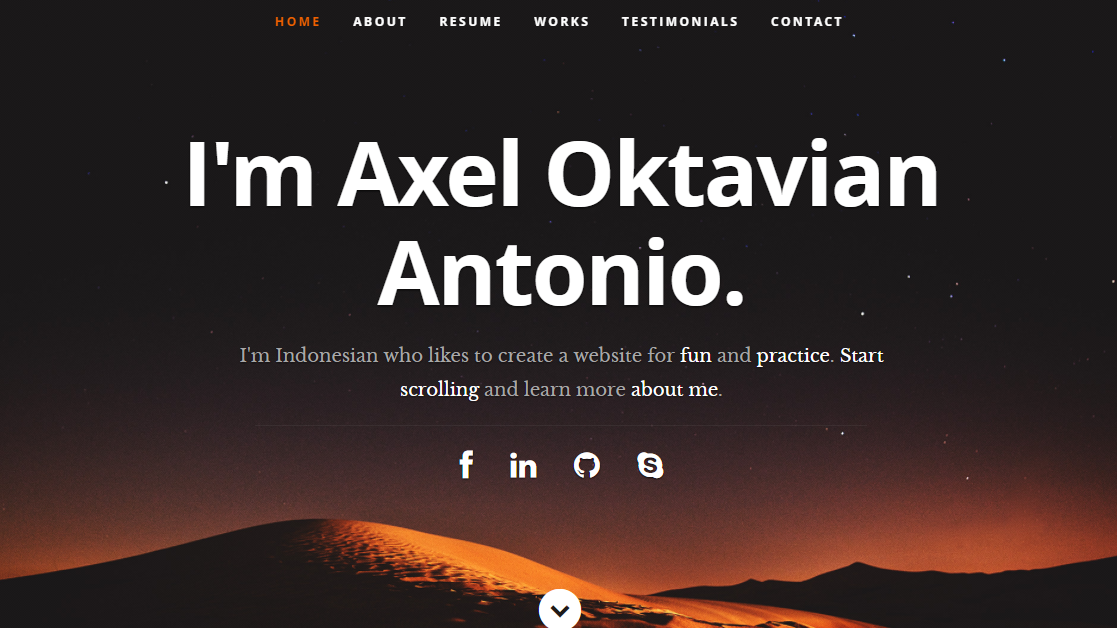 HOME ABOUT RESUME WORKS TESTIMONIALS CONTACT
I'm Axel Oktavian
Antonio.
I'm Indonesian who likes to create a website for fun and practice. Start
scrolling and learn more about me.